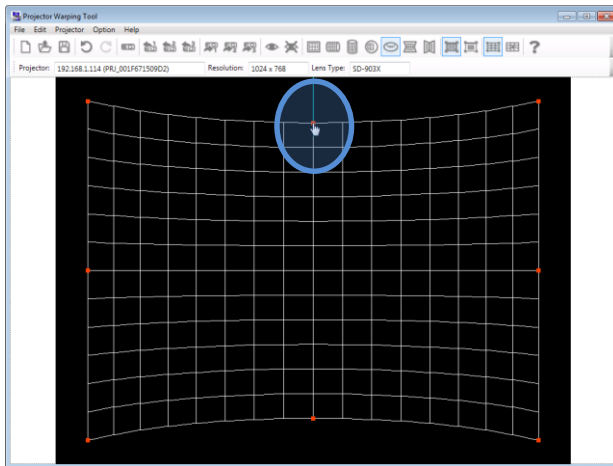 Projector Warping Tool
File Edit Projector Option Help
Projector: 192.168.1.114 (PRJ_001F671509D2) Resolution: 1024 x 768 Lens Type: SD-903X